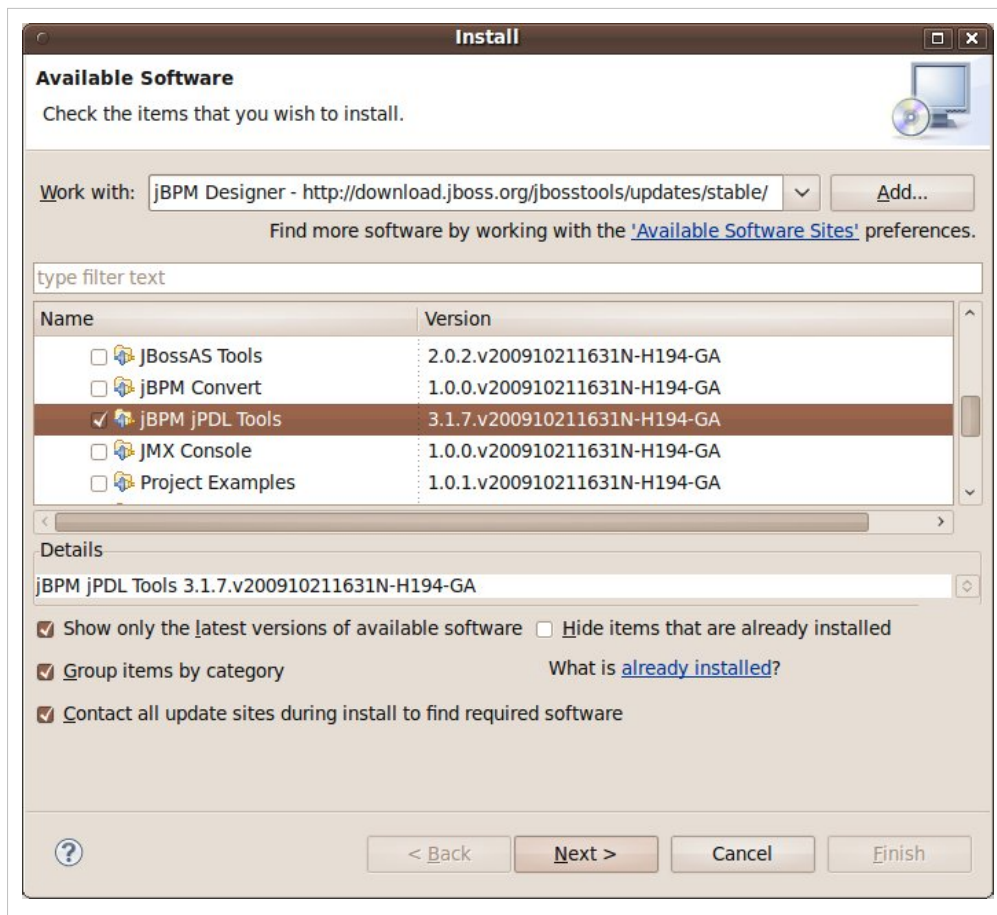 Install
Available Software
Check the items that you wish to install.
Work with: jBPM Designer - http://download.jboss.org/jbosstools/updates/stable/ Add...
Find more software by working with the 'Available Software Sites' preferences.
type filter text
Name Version
JBossAS Tools 2.0.2.v200910211631N-H194-GA
jBPM Convert 1.0.0.v200910211631N-H194-GA
jBPM jPDL Tools 3.1.7.v200910211631N-H194-GA
JMX Console 1.0.0.v200910211631N-H194-GA
Project Examples 1.0.1.v200910211631N-H194-GA
Details
jBPM jPDL Tools 3.1.7.v200910211631N-H194-GA
Show only the latest versions of available software Hide items that are already installed
Group items by category What is already installed?
Contact all update sites during install to find required software
? < Back Next > Cancel Finish